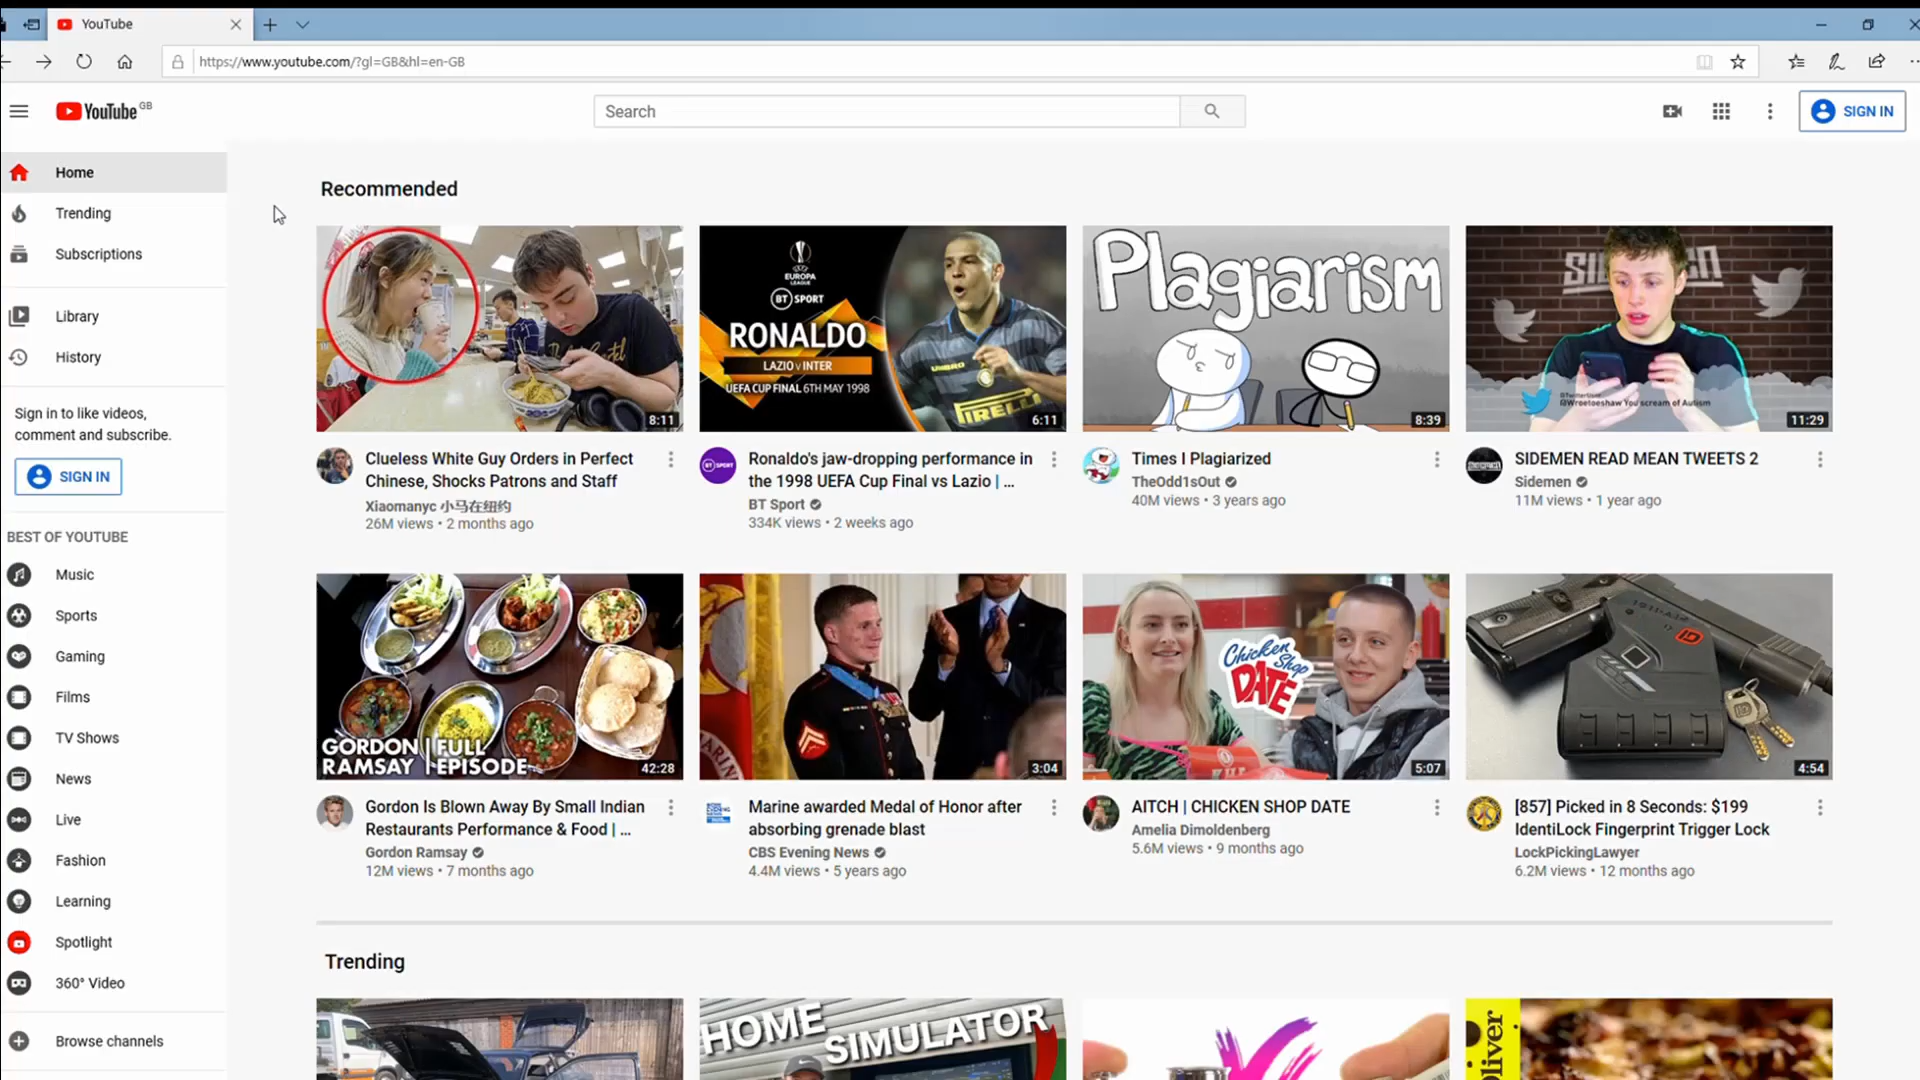 YouTube
https://www.youtube.com/?gl=GB&hl=en-GB
YouTube GB
Search
SIGN IN
Home
Trending
Subscriptions
Library
History
Sign in to like videos,
comment and subscribe.
SIGN IN
BEST OF YOUTUBE
Music
Sports
Gaming
Films
TV Shows
News
Live
Fashion
Learning
Spotlight
360° Video
Browse channels
Recommended
8:11
Clueless White Guy Orders in Perfect
Chinese, Shocks Patrons and Staff
Xiaomanyc 小马在纽约
26M views • 2 months ago
EUROPA
LEAGUE
BT SPORT
RONALDO
LAZIO v INTER
UEFA CUP FINAL 6TH MAY 1998
UMBRO
PIRELLI
6:11
Ronaldo's jaw-dropping performance in
the 1998 UEFA Cup Final vs Lazio | ...
BT Sport
334K views • 2 weeks ago
Plagiarism
8:39
Times I Plagiarized
TheOdd1sOut
40M views • 3 years ago
@Wroetoeshaw You scream of Autism
11:29
SIDEMEN READ MEAN TWEETS 2
Sidemen
11M views • 1 year ago
GORDON
RAMSAY
FULL
EPISODE
42:28
Gordon Is Blown Away By Small Indian
Restaurants Performance & Food | ...
Gordon Ramsay
12M views • 7 months ago
3:04
Marine awarded Medal of Honor after
absorbing grenade blast
CBS Evening News
4.4M views • 5 years ago
Chicken
Shop
DATE
5:07
AITCH | CHICKEN SHOP DATE
Amelia Dimoldenberg
5.6M views • 9 months ago
4:54
[857] Picked in 8 Seconds: $199
IdentiLock Fingerprint Trigger Lock
LockPickingLawyer
6.2M views • 12 months ago
Trending
HOME
SIMULATOR